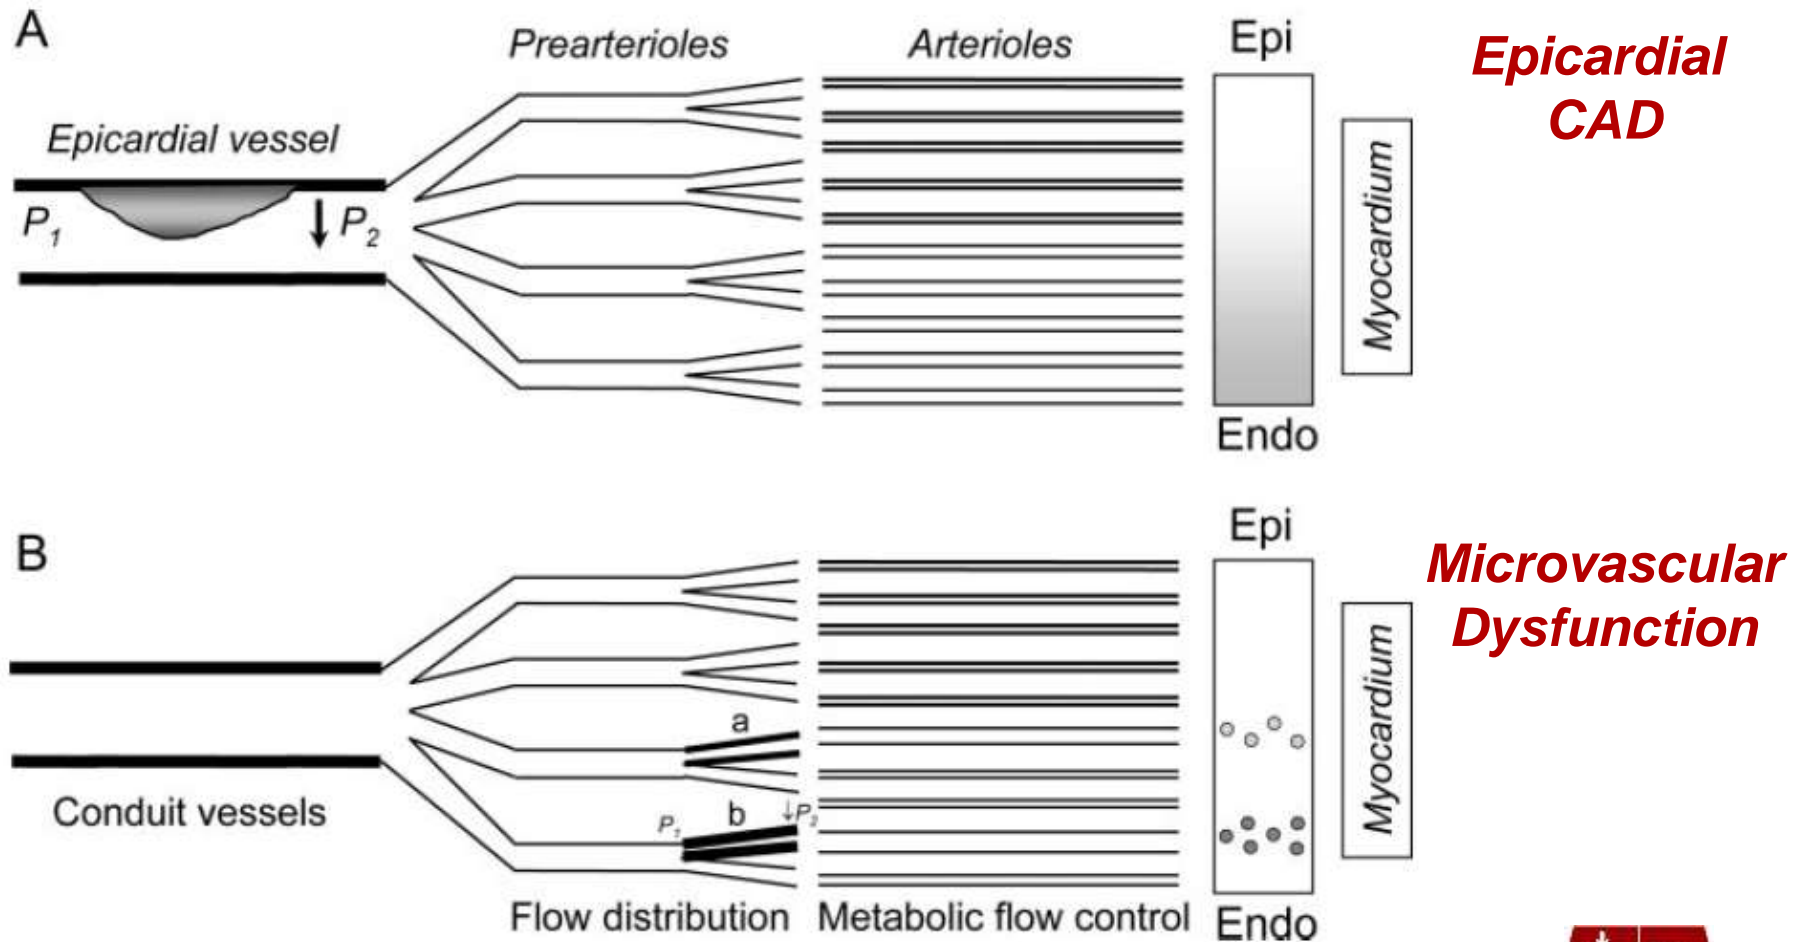 A
Prearterioles
Arterioles
Epi
Epicardial
CAD
Epicardial vessel
P1
↓ P2
Myocardium
Endo
B
Epi
Microvascular
Dysfunction
Myocardium
a
Conduit vessels
P1
b
↓P2
Flow distribution
Metabolic flow control
Endo